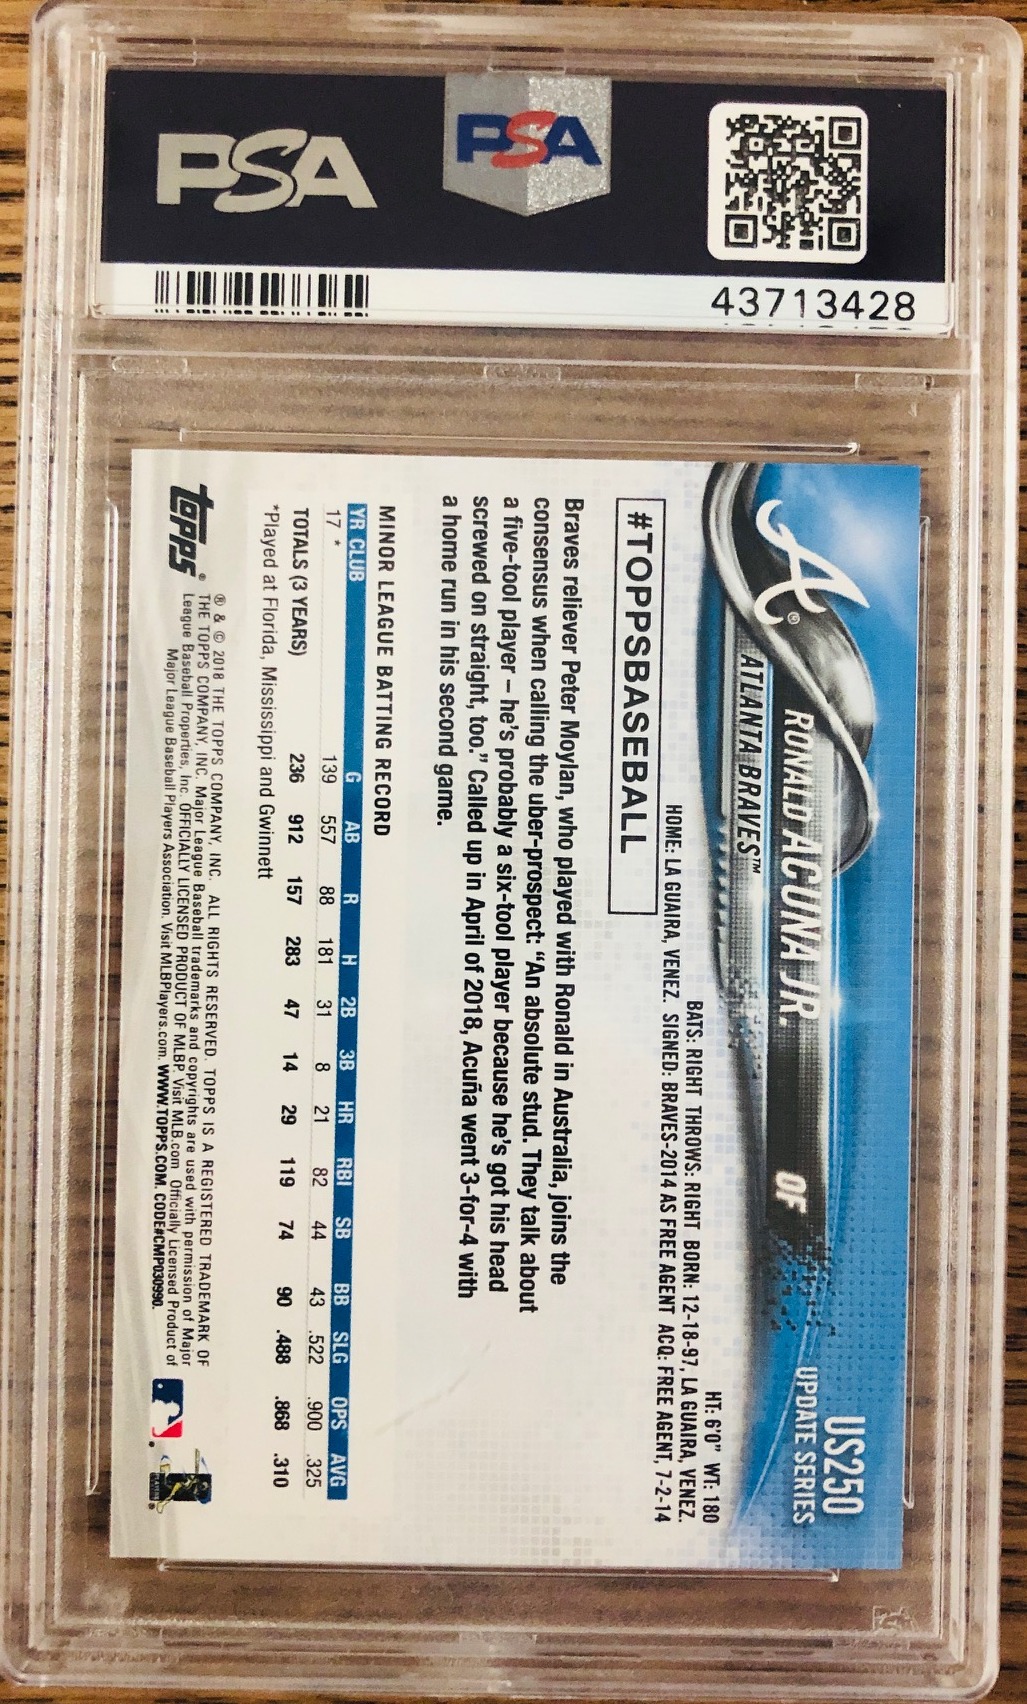 PSA
PSA
43713428
US250
UPDATE SERIES
A®
RONALD ACUÑA JR.
OF
ATLANTA BRAVES™
HT: 6'0" WT: 180
BATS: RIGHT THROWS: RIGHT BORN: 12-18-97, LA GUAIRA, VENEZ.
HOME: LA GUAIRA, VENEZ. SIGNED: BRAVES-2014 AS FREE AGENT ACQ: FREE AGENT, 7-2-14
#TOPPSBASEBALL
Braves reliever Peter Moylan, who played with Ronald in Australia, joins the
consensus when calling the uber-prospect: “An absolute stud. They talk about
a five-tool player – he's probably a six-tool player because he's got his head
screwed on straight, too.” Called up in April of 2018, Acuña went 3-for-4 with
a home run in his second game.
MINOR LEAGUE BATTING RECORD
YR CLUB G AB R H 2B 3B HR RBI SB BB SLG OPS AVG
17 * 139 557 88 181 31 8 21 82 44 43 .522 .900 .325
TOTALS (3 YEARS) 236 912 157 283 47 14 29 119 74 90 .488 .868 .310
*Played at Florida, Mississippi and Gwinnett
topps®
® & © 2018 THE TOPPS COMPANY, INC. ALL RIGHTS RESERVED. TOPPS IS A REGISTERED TRADEMARK OF
THE TOPPS COMPANY, INC. Major League Baseball trademarks and copyrights are used with permission of Major
League Baseball Properties, Inc. OFFICIALLY LICENSED PRODUCT OF MLBP. Visit MLB.com Officially Licensed Product of
Major League Baseball Players Association. Visit MLBPlayers.com. WWW.TOPPS.COM. CODE#CMP030990.